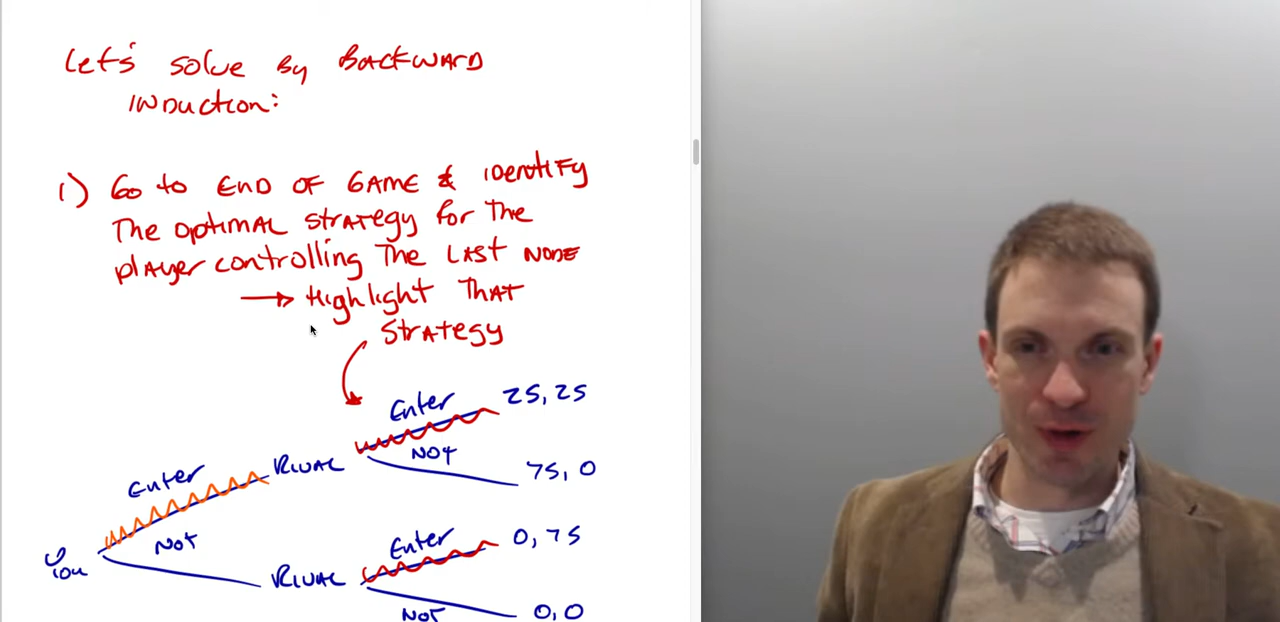 Let's solve By Backward
Induction:
1) Go to End of Game & Identify
The optimal strategy for the
player controlling The Last Node
→ Highlight That
Strategy
Enter 25, 25
Enter Rival Not 75, 0
You Not Enter 0, 75
Rival Not 0, 0